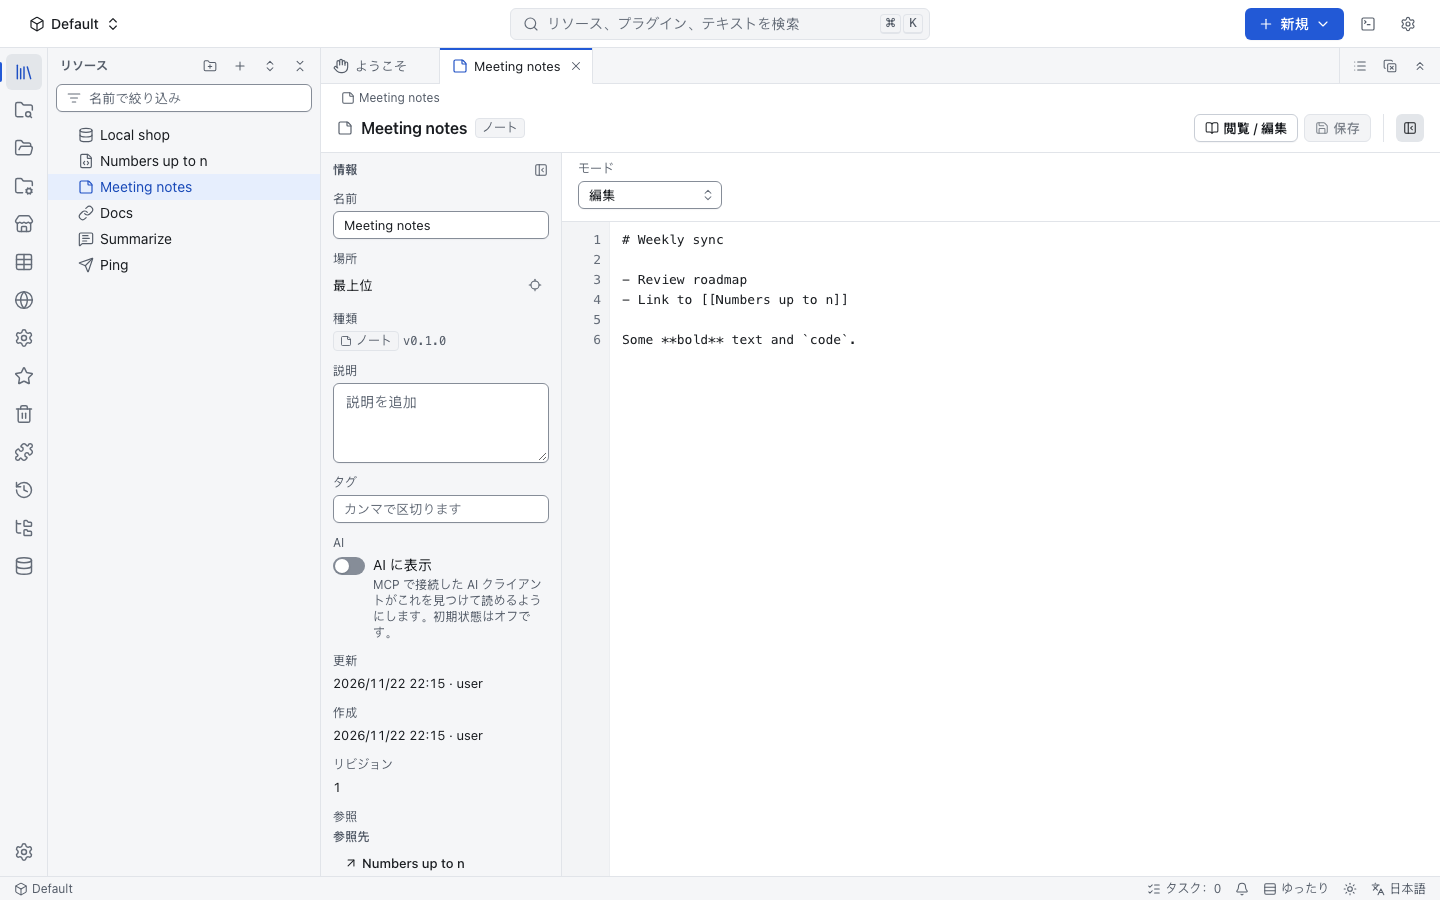 Default
リソース、プラグイン、テキストを検索
⌘ K
新規
リソース
名前で絞り込み
Local shop
Numbers up to n
Meeting notes
Docs
Summarize
Ping
ようこそ
Meeting notes
Meeting notes
Meeting notes
ノート
閲覧 / 編集
保存
情報
名前
Meeting notes
場所
最上位
種類
ノート v0.1.0
説明
説明を追加
タグ
カンマで区切ります
AI
AI に表示
MCP で接続した AI クライアン
トがこれを見つけて読めるよう
にします。初期状態はオフで
す。
更新
2026/11/22 22:15 · user
作成
2026/11/22 22:15 · user
リビジョン
1
参照
参照先
Numbers up to n
モード
編集
1 # Weekly sync
2
3 - Review roadmap
4 - Link to [[Numbers up to n]]
5
6 Some **bold** text and `code`.
Default
タスク: 0
ゆったり
日本語